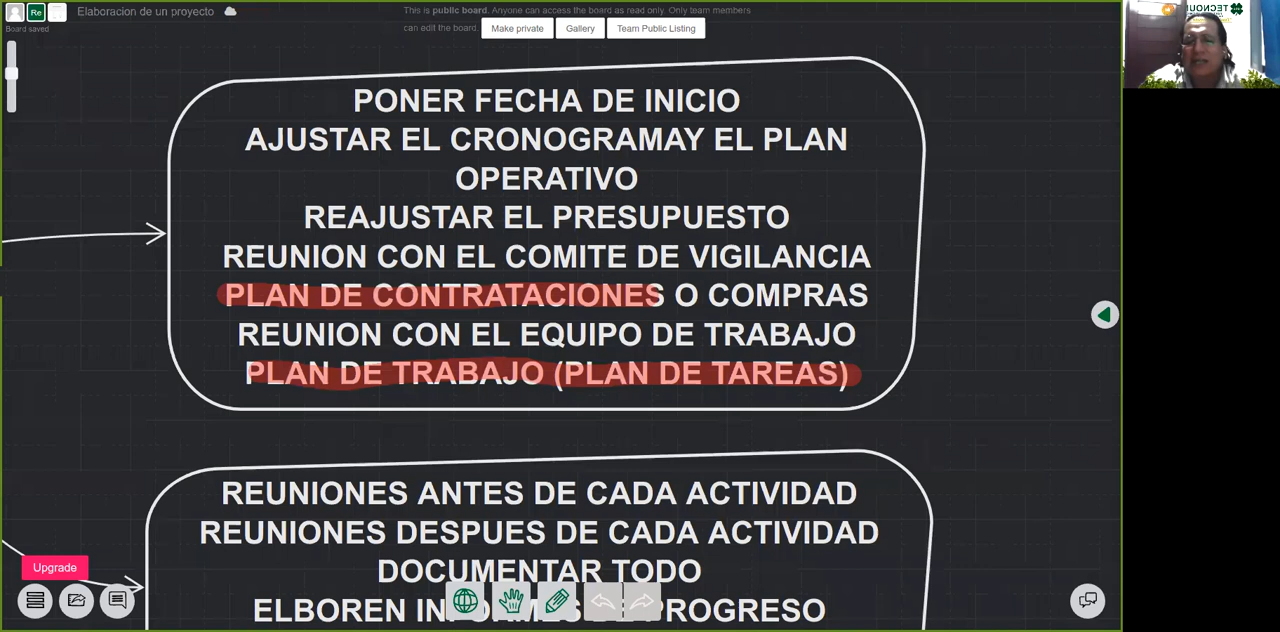 Re
Elaboracion de un proyecto
Board saved
This is public board. Anyone can access the board as read only. Only team members
can edit the board.
Make private
Gallery
Team Public Listing
PONER FECHA DE INICIO
AJUSTAR EL CRONOGRAMAY EL PLAN
OPERATIVO
REAJUSTAR EL PRESUPUESTO
REUNION CON EL COMITE DE VIGILANCIA
PLAN DE CONTRATACIONES O COMPRAS
REUNION CON EL EQUIPO DE TRABAJO
PLAN DE TRABAJO (PLAN DE TAREAS)
REUNIONES ANTES DE CADA ACTIVIDAD
REUNIONES DESPUES DE CADA ACTIVIDAD
DOCUMENTAR TODO
ELBOREN INFORMES DE PROGRESO
Upgrade